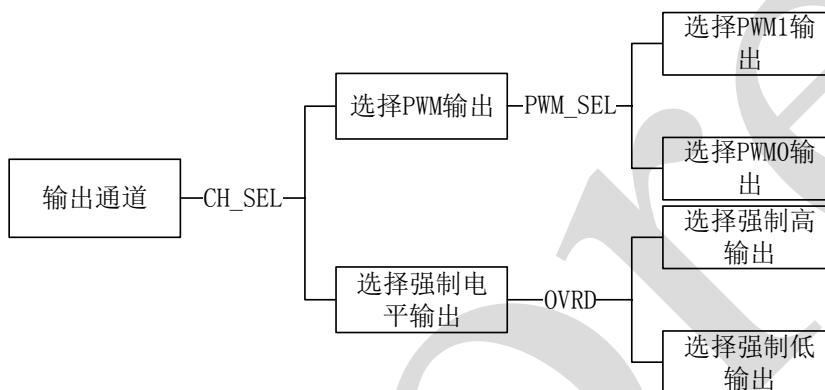 选择PWM1输
出
选择PWM输出
PWM_SEL
选择PWM0输
出
输出通道
CH_SEL
选择强制高
输出
选择强制电
平输出
OVRD
选择强制低
输出